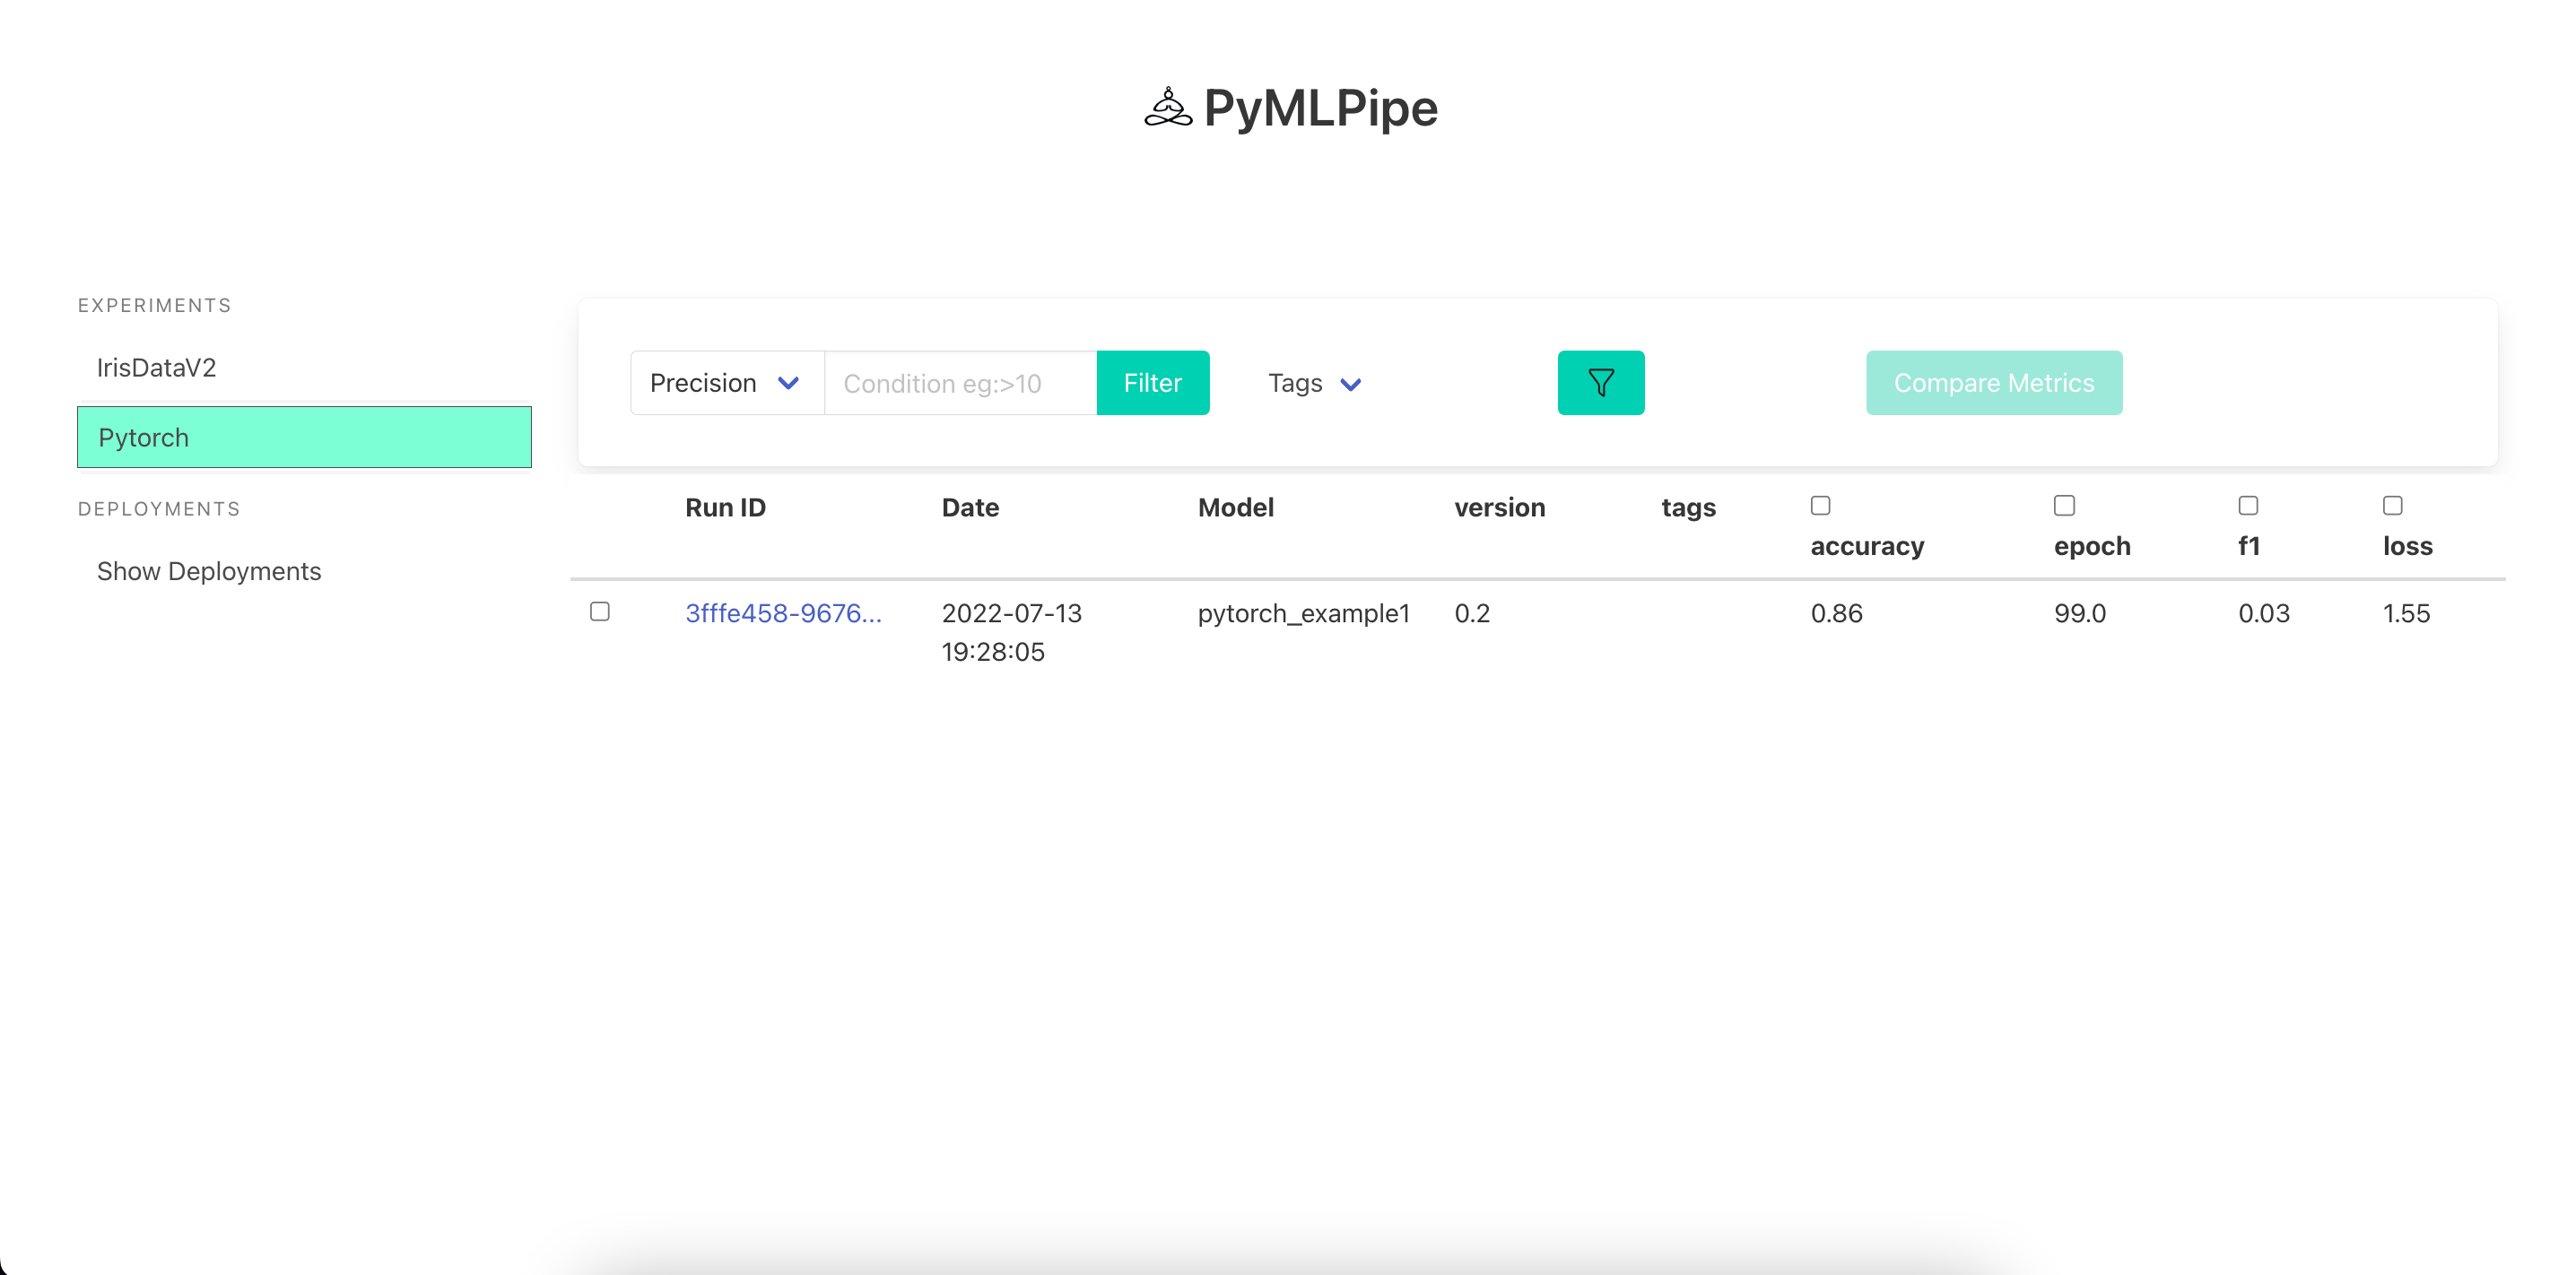 PyMLPipe
EXPERIMENTS
IrisDataV2
Pytorch
DEPLOYMENTS
Show Deployments
Precision Condition eg:>10 Filter Tags Compare Metrics
Run ID Date Model version tags accuracy epoch f1 loss
3fffe458-9676... 2022-07-13 pytorch_example1 0.2 0.86 99.0 0.03 1.55
19:28:05